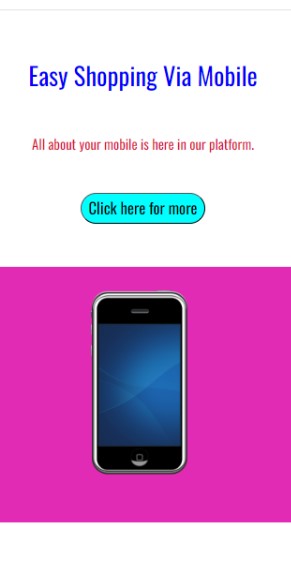 Easy Shopping Via Mobile
All about your mobile is here in our platform.
Click here for more